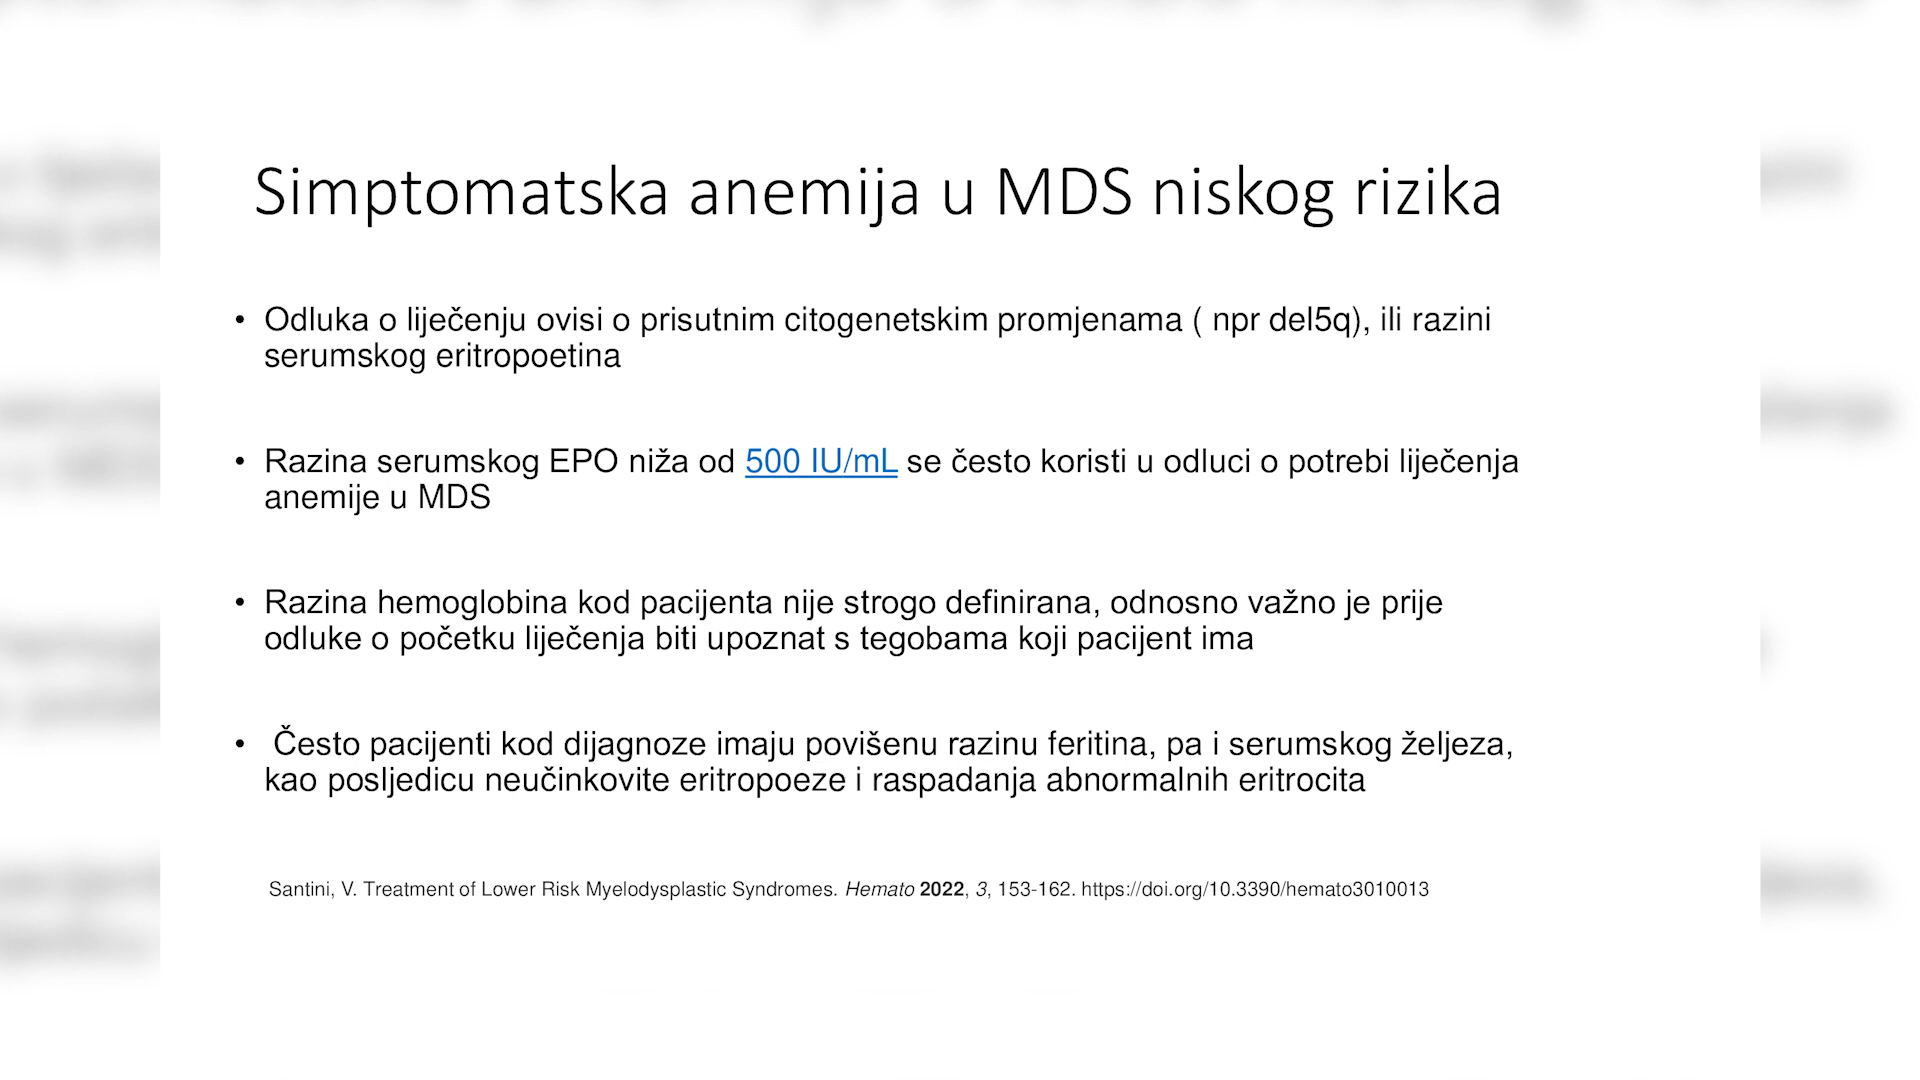 Simptomatska anemija u MDS niskog rizika
• Odluka o liječenju ovisi o prisutnim citogenetskim promjenama ( npr del5q), ili razini
serumskog eritropoetina
• Razina serumskog EPO niža od 500 IU/mL se često koristi u odluci o potrebi liječenja
anemije u MDS
• Razina hemoglobina kod pacijenta nije strogo definirana, odnosno važno je prije
odluke o početku liječenja biti upoznat s tegobama koji pacijent ima
• Često pacijenti kod dijagnoze imaju povišenu razinu feritina, pa i serumskog željeza,
kao posljedicu neučinkovite eritropoeze i raspadanja abnormalnih eritrocita
Santini, V. Treatment of Lower Risk Myelodysplastic Syndromes. Hemato 2022, 3, 153-162. https://doi.org/10.3390/hemato3010013